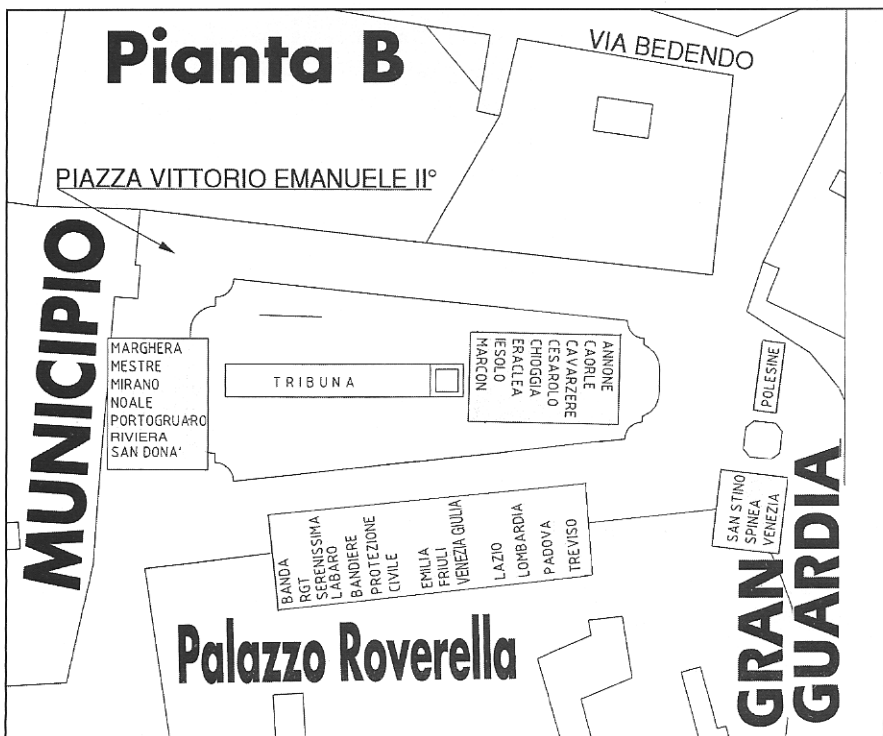 Pianta B
VIA BEDENDO
PIAZZA VITTORIO EMANUELE II°
MUNICIPIO
MARGHERA
MESTRE
MIRANO
NOALE
PORTOGRUARO
RIVIERA
SAN DONA'
TRIBUNA
ANNONE
CAORLE
CAVARZERE
CESAROLO
CHIOGGIA
ERACLEA
IESOLO
MARCON
POLESINE
SAN STINO
SPINEA
VENEZIA
BANDA
RGT
SERENISSIMA
LABARO
BANDIERE
PROTEZIONE
CIVILE
EMILIA
FRIULI
VENEZIA GIULIA
LAZIO
LOMBARDIA
PADOVA
TREVISO
Palazzo Roverella
GRAN
GUARDIA